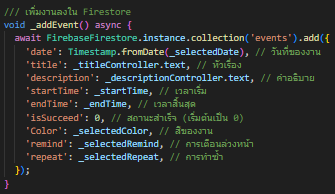 /// เพิ่มงานลงใน Firestore
void _addEvent() async {
await FirebaseFirestore.instance.collection('events').add({
'date': Timestamp.fromDate(_selectedDate), // วันที่ของงาน
'title': _titleController.text, // หัวเรื่อง
'description': _descriptionController.text, // คำอธิบาย
'startTime': _startTime, // เวลาเริ่ม
'endTime': _endTime, // เวลาสิ้นสุด
'isSucceed': 0, // สถานะสำเร็จ (เริ่มต้นเป็น 0)
'Color': _selectedColor, // สีของงาน
'remind': _selectedRemind, // การเตือนล่วงหน้า
'repeat': _selectedRepeat, // การทำซ้ำ
});
}